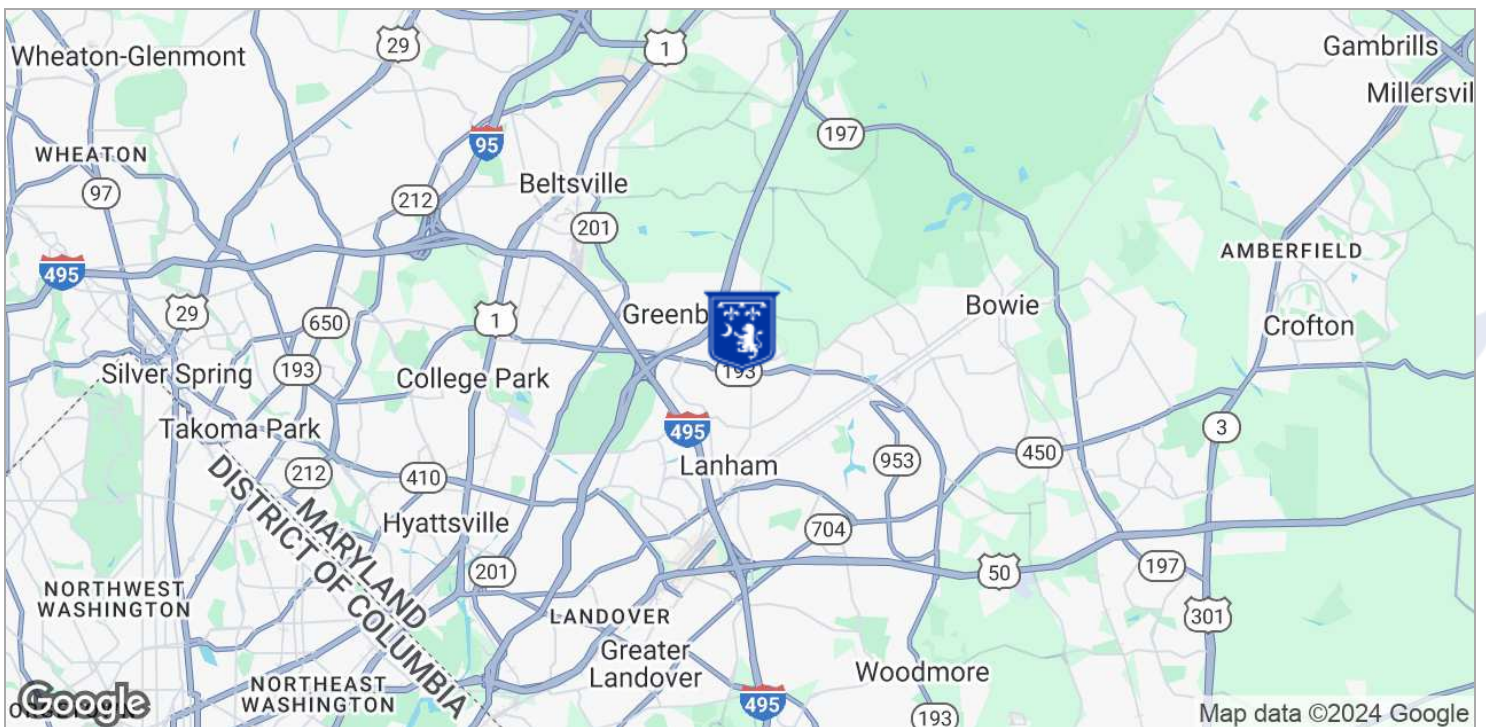 29
1
Gambrills
Wheaton-Glenmont
Millersvil
197
95
WHEATON
Beltsville
97
212
201
AMBERFIELD
495
29
Greenb
Bowie
650
1
Crofton
193
193
Silver Spring
College Park
Takoma Park
495
3
450
Lanham
953
212
410
MARYLAND
DISTRICT OF COLUMBIA
Hyattsville
704
201
50
197
NORTHWEST
WASHINGTON
LANDOVER
301
Greater
Landover
Woodmore
NORTHEAST
WASHINGTON
495
193
Google
Map data ©2024 Google